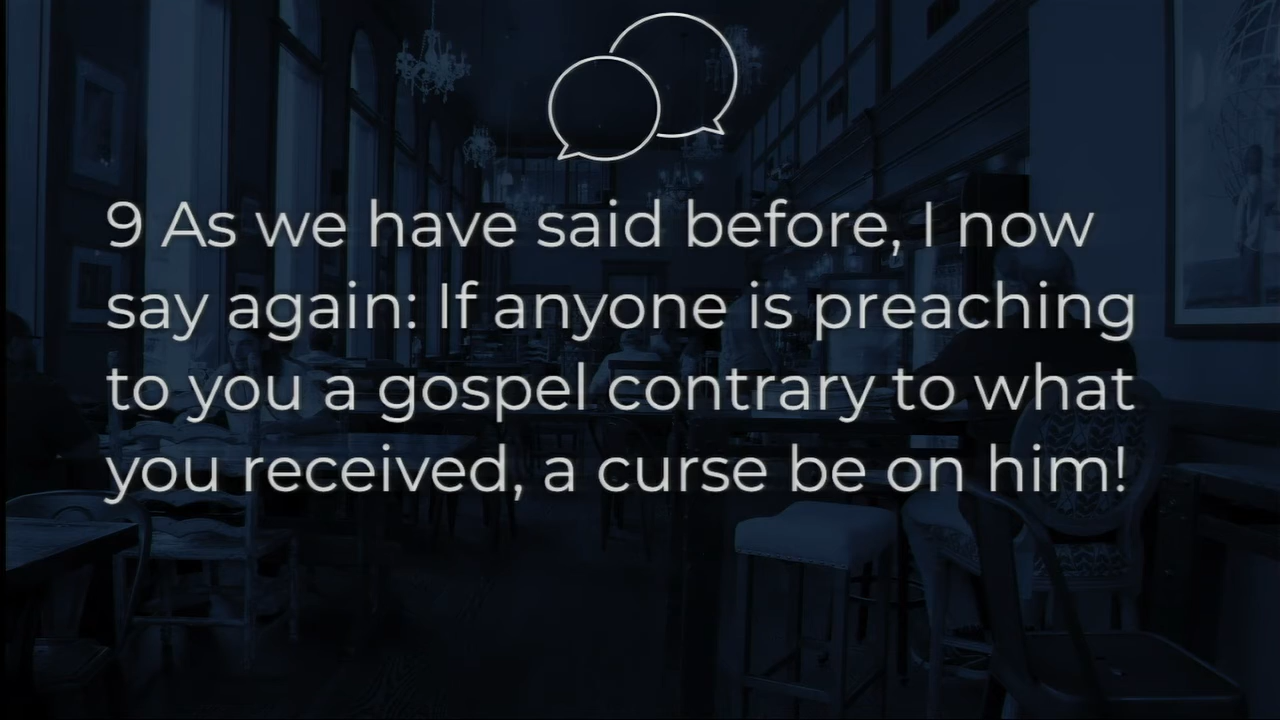 9 As we have said before, I now
say again: If anyone is preaching
to you a gospel contrary to what
you received, a curse be on him!